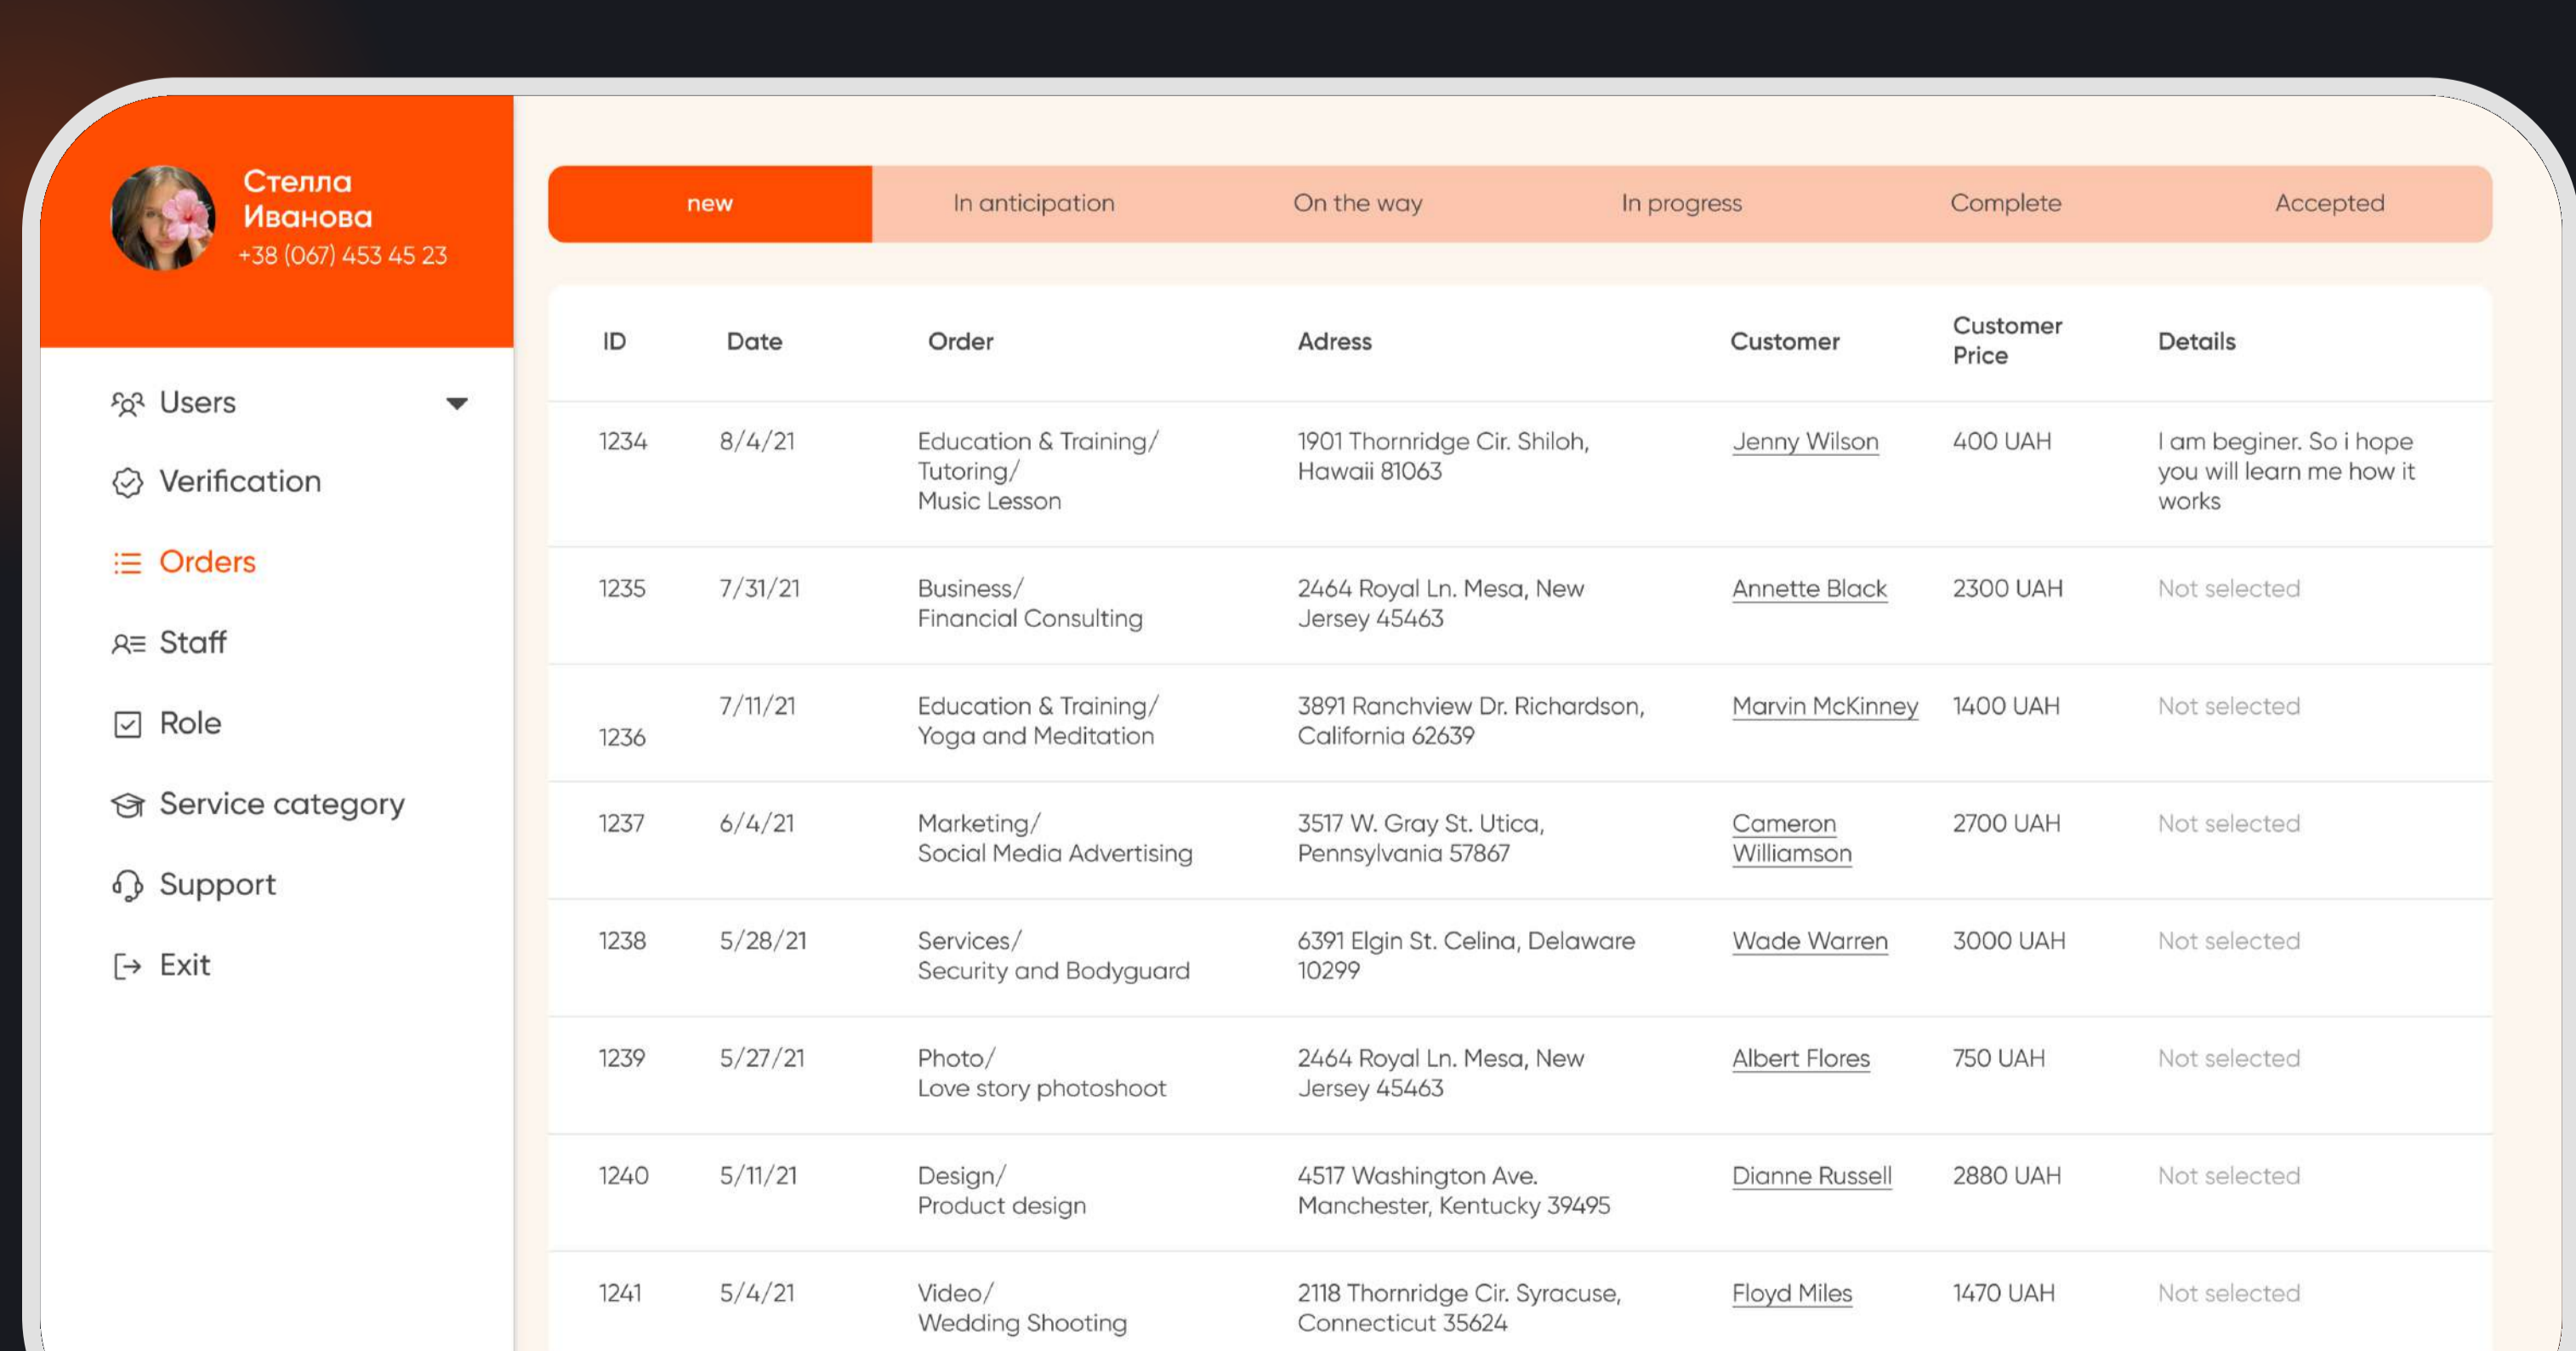 Стелла
Иванова
+38 (067) 453 45 23
Users
Verification
Orders
Staff
Role
Service category
Support
Exit
new In anticipation On the way In progress Complete Accepted
ID Date Order Adress Customer Customer Price Details
1234 8/4/21 Education & Training/ 1901 Thornridge Cir. Shiloh, Jenny Wilson 400 UAH I am beginer. So i hope
Tutoring/ Hawaii 81063 you will learn me how it
Music Lesson works
1235 7/31/21 Business/ 2464 Royal Ln. Mesa, New Annette Black 2300 UAH Not selected
Financial Consulting Jersey 45463
7/11/21 Education & Training/ 3891 Ranchview Dr. Richardson, Marvin McKinney 1400 UAH Not selected
1236 Yoga and Meditation California 62639
1237 6/4/21 Marketing/ 3517 W. Gray St. Utica, Cameron 2700 UAH Not selected
Social Media Advertising Pennsylvania 57867 Williamson
1238 5/28/21 Services/ 6391 Elgin St. Celina, Delaware Wade Warren 3000 UAH Not selected
Security and Bodyguard 10299
1239 5/27/21 Photo/ 2464 Royal Ln. Mesa, New Albert Flores 750 UAH Not selected
Love story photoshoot Jersey 45463
1240 5/11/21 Design/ 4517 Washington Ave. Dianne Russell 2880 UAH Not selected
Product design Manchester, Kentucky 39495
1241 5/4/21 Video/ 2118 Thornridge Cir. Syracuse, Floyd Miles 1470 UAH Not selected
Wedding Shooting Connecticut 35624